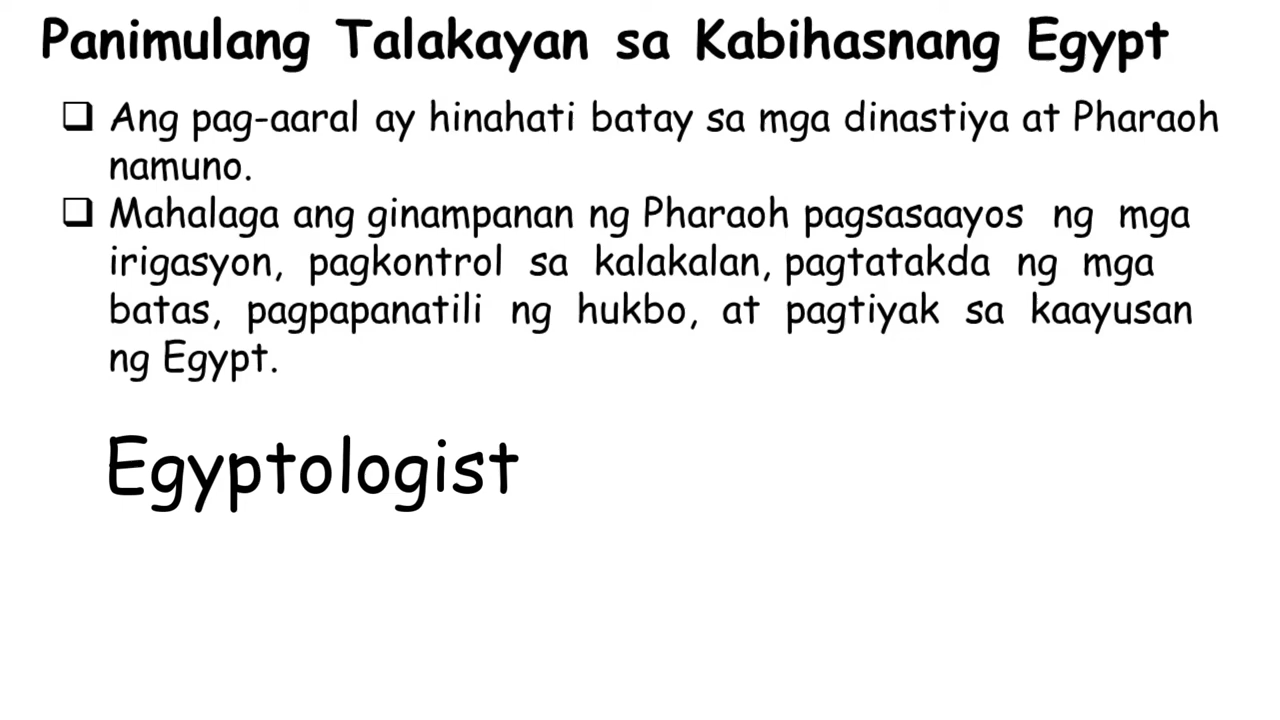 Panimulang Talakayan sa Kabihasnang Egypt
❑ Ang pag-aaral ay hinahati batay sa mga dinastiya at Pharaoh
namuno.
❑ Mahalaga ang ginampanan ng Pharaoh pagsasaayos ng mga
irigasyon, pagkontrol sa kalakalan, pagtatakda ng mga
batas, pagpapanatili ng hukbo, at pagtiyak sa kaayusan
ng Egypt.
Egyptologist